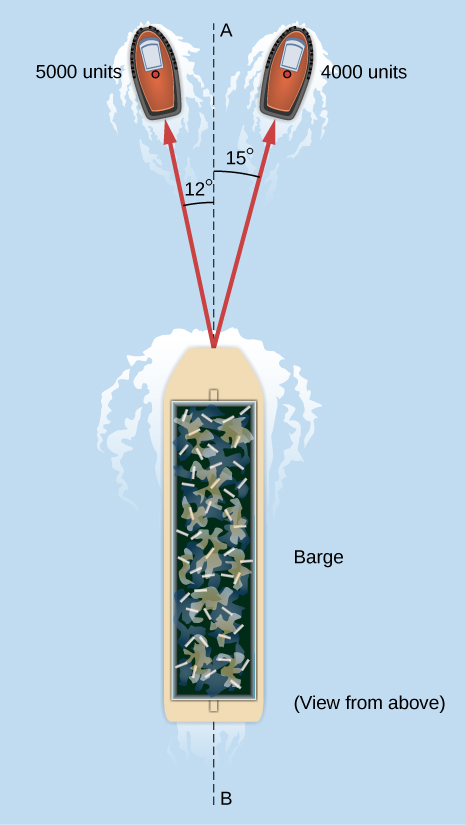 A
5000 units
4000 units
15°
12°
Barge
(View from above)
B